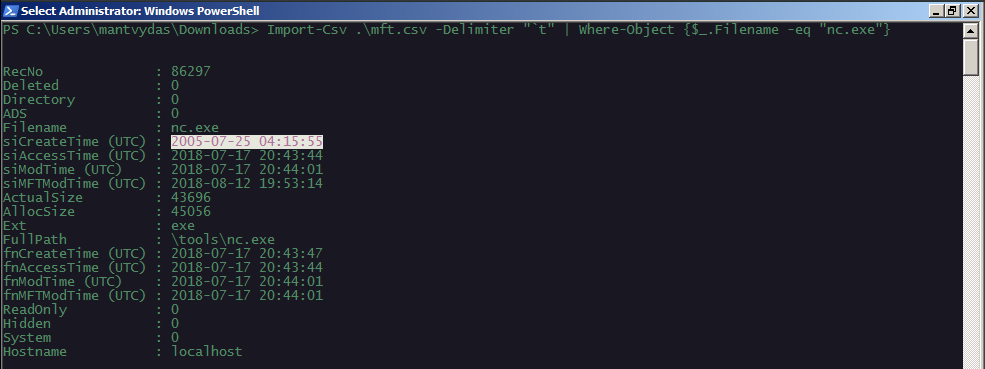 Select Administrator: Windows PowerShell
PS C:\Users\mantvydas\Downloads> Import-Csv .\mft.csv -Delimiter "`t" | Where-Object {$_.Filename -eq "nc.exe"}
RecNo : 86297
Deleted : 0
Directory : 0
ADS : 0
Filename : nc.exe
siCreateTime (UTC) : 2005-07-25 04:15:55
siAccessTime (UTC) : 2018-07-17 20:43:44
siModTime (UTC) : 2018-07-17 20:44:01
siMFTModTime (UTC) : 2018-08-12 19:53:14
ActualSize : 43696
AllocSize : 45056
Ext : exe
FullPath : \tools\nc.exe
fnCreateTime (UTC) : 2018-07-17 20:43:47
fnAccessTime (UTC) : 2018-07-17 20:43:44
fnModTime (UTC) : 2018-07-17 20:44:01
fnMFTModTime (UTC) : 2018-07-17 20:44:01
ReadOnly : 0
Hidden : 0
System : 0
Hostname : localhost